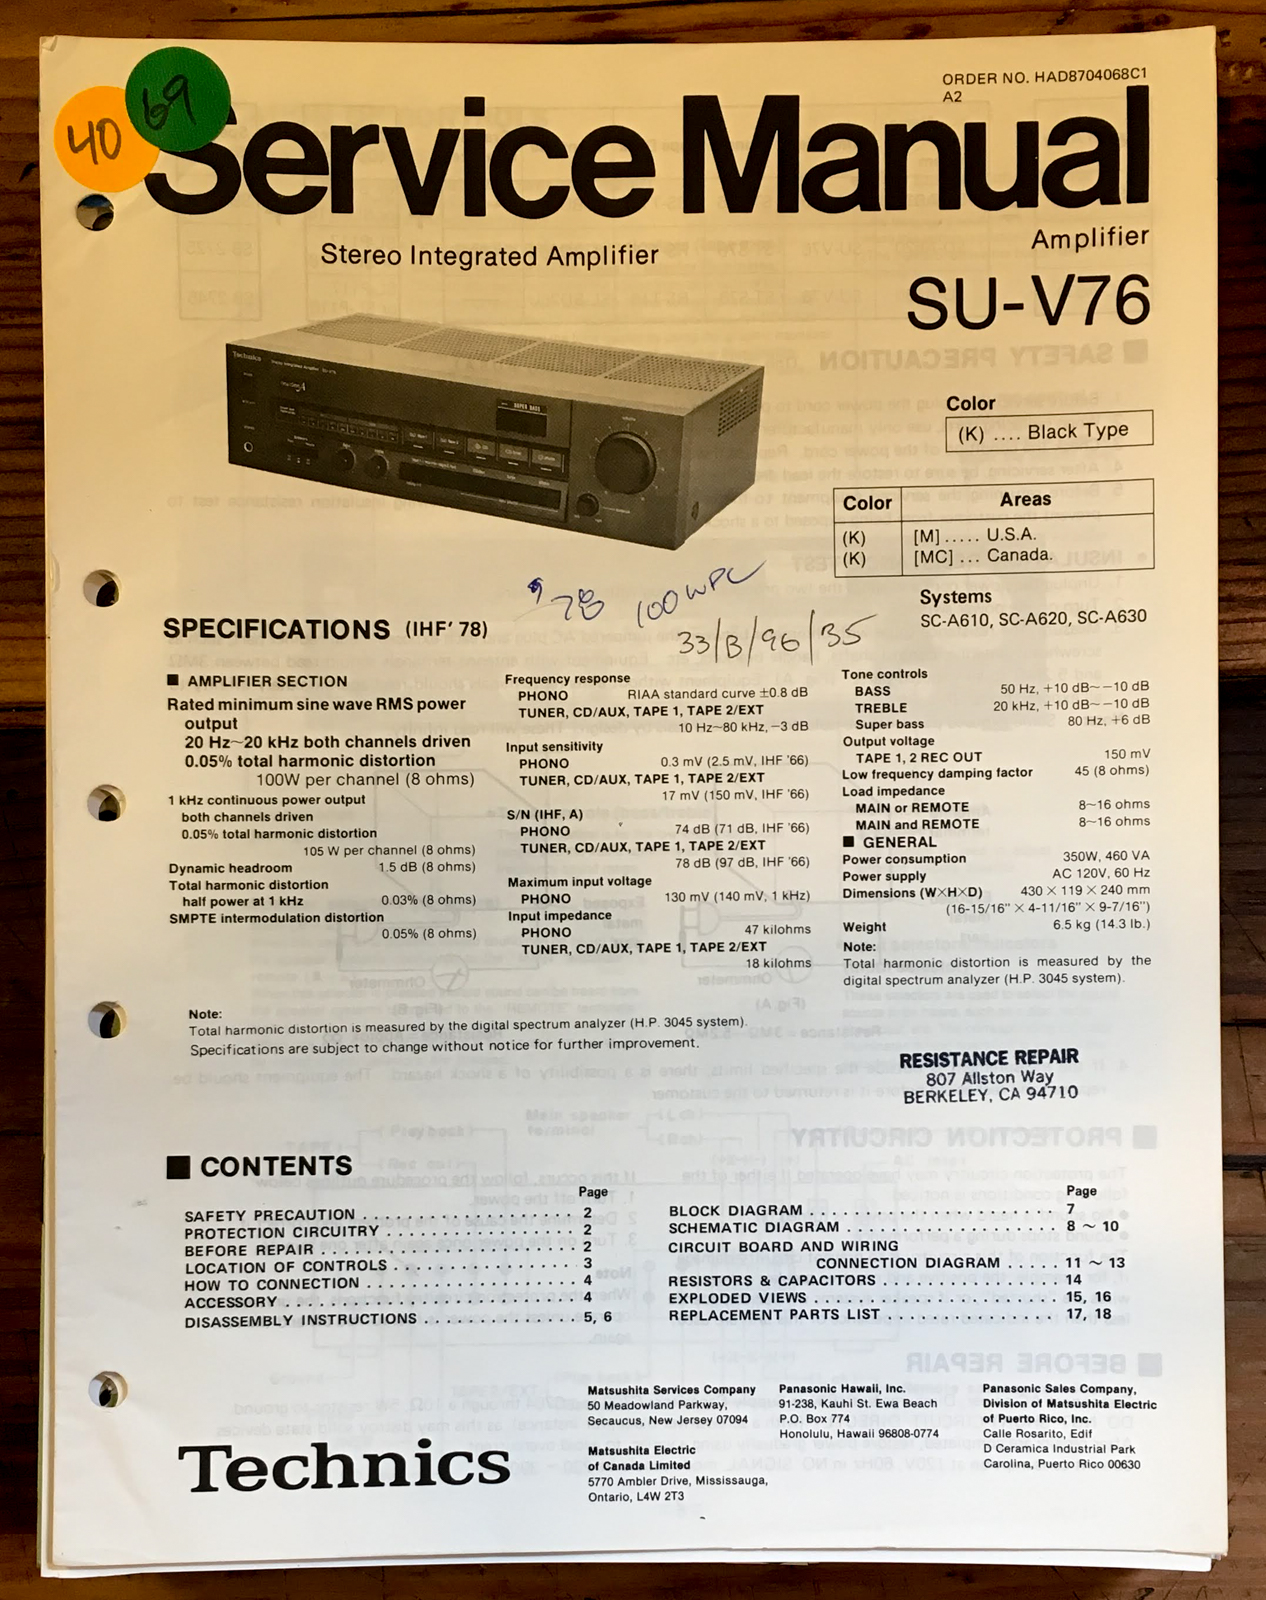 40
69
ORDER NO. HAD8704068C1
A2
Service Manual
Stereo Integrated Amplifier
Amplifier
SU-V76
Technics
SUPER BASS
Color
(K) .... Black Type
Color Areas
(K) [M] ..... U.S.A.
(K) [MC] ... Canada.
Systems
SC-A610, SC-A620, SC-A630
78 100 WPC
33/B/96/35
SPECIFICATIONS (IHF' 78)
■ AMPLIFIER SECTION
Rated minimum sine wave RMS power
output
20 Hz~20 kHz both channels driven
0.05% total harmonic distortion
100W per channel (8 ohms)
1 kHz continuous power output
both channels driven
0.05% total harmonic distortion
105 W per channel (8 ohms)
Dynamic headroom 1.5 dB (8 ohms)
Total harmonic distortion
half power at 1 kHz 0.03% (8 ohms)
SMPTE intermodulation distortion
0.05% (8 ohms)
Frequency response
PHONO RIAA standard curve ±0.8 dB
TUNER, CD/AUX, TAPE 1, TAPE 2/EXT
10 Hz~80 kHz, −3 dB
Input sensitivity
PHONO 0.3 mV (2.5 mV, IHF '66)
TUNER, CD/AUX, TAPE 1, TAPE 2/EXT
17 mV (150 mV, IHF '66)
S/N (IHF, A)
PHONO 74 dB (71 dB, IHF '66)
TUNER, CD/AUX, TAPE 1, TAPE 2/EXT
78 dB (97 dB, IHF '66)
Maximum input voltage
PHONO 130 mV (140 mV, 1 kHz)
Input impedance
PHONO 47 kilohms
TUNER, CD/AUX, TAPE 1, TAPE 2/EXT
18 kilohms
Tone controls
BASS 50 Hz, +10 dB~−10 dB
TREBLE 20 kHz, +10 dB~−10 dB
Super bass 80 Hz, +6 dB
Output voltage
TAPE 1, 2 REC OUT 150 mV
Low frequency damping factor 45 (8 ohms)
Load impedance
MAIN or REMOTE 8~16 ohms
MAIN and REMOTE 8~16 ohms
■ GENERAL
Power consumption 350W, 460 VA
Power supply AC 120V, 60 Hz
Dimensions (W×H×D) 430 × 119 × 240 mm
(16-15/16" × 4-11/16" × 9-7/16")
Weight 6.5 kg (14.3 lb.)
Note:
Total harmonic distortion is measured by the
digital spectrum analyzer (H.P. 3045 system).
Note:
Total harmonic distortion is measured by the digital spectrum analyzer (H.P. 3045 system).
Specifications are subject to change without notice for further improvement.
RESISTANCE REPAIR
807 Allston Way
BERKELEY, CA 94710
■ CONTENTS
Page
SAFETY PRECAUTION . . . . . . . . . . . . . . . . . . . 2
PROTECTION CIRCUITRY . . . . . . . . . . . . . . . . 2
BEFORE REPAIR . . . . . . . . . . . . . . . . . . . . . . 2
LOCATION OF CONTROLS . . . . . . . . . . . . . . . 3
HOW TO CONNECTION . . . . . . . . . . . . . . . . . . 4
ACCESSORY . . . . . . . . . . . . . . . . . . . . . . . . . 4
DISASSEMBLY INSTRUCTIONS . . . . . . . . . . . . 5, 6
Page
BLOCK DIAGRAM . . . . . . . . . . . . . . . . . . . . . . 7
SCHEMATIC DIAGRAM . . . . . . . . . . . . . . . . . . 8 ~ 10
CIRCUIT BOARD AND WIRING
CONNECTION DIAGRAM . . . . . 11 ~ 13
RESISTORS & CAPACITORS . . . . . . . . . . . . . . 14
EXPLODED VIEWS . . . . . . . . . . . . . . . . . . . . . 15, 16
REPLACEMENT PARTS LIST . . . . . . . . . . . . . . 17, 18
Technics
Matsushita Services Company
50 Meadowland Parkway,
Secaucus, New Jersey 07094
Matsushita Electric
of Canada Limited
5770 Ambler Drive, Mississauga,
Ontario, L4W 2T3
Panasonic Hawaii, Inc.
91-238, Kauhi St. Ewa Beach
P.O. Box 774
Honolulu, Hawaii 96808-0774
Panasonic Sales Company,
Division of Matsushita Electric
of Puerto Rico, Inc.
Calle Rosarito, Edif
D Ceramica Industrial Park
Carolina, Puerto Rico 00630